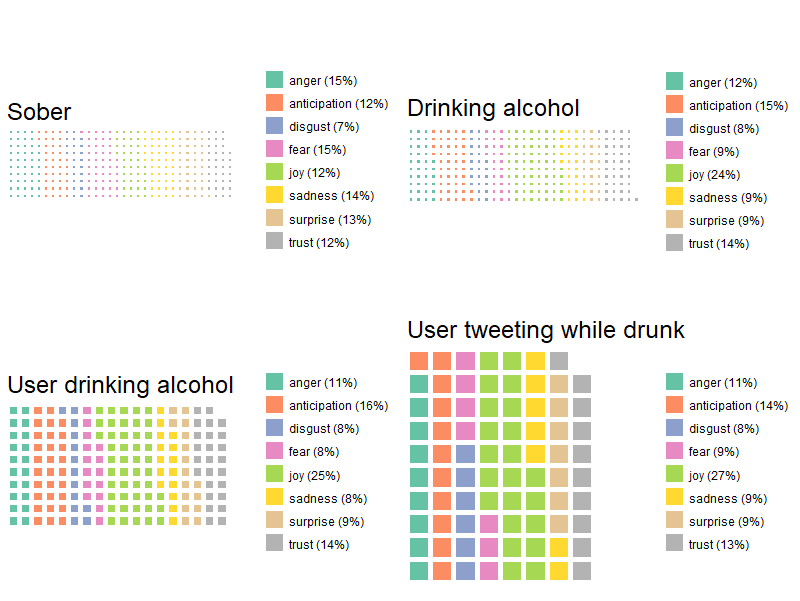 Sober
anger (15%)
anticipation (12%)
disgust (7%)
fear (15%)
joy (12%)
sadness (14%)
surprise (13%)
trust (12%)
Drinking alcohol
anger (12%)
anticipation (15%)
disgust (8%)
fear (9%)
joy (24%)
sadness (9%)
surprise (9%)
trust (14%)
User drinking alcohol
anger (11%)
anticipation (16%)
disgust (8%)
fear (8%)
joy (25%)
sadness (8%)
surprise (9%)
trust (14%)
User tweeting while drunk
anger (11%)
anticipation (14%)
disgust (8%)
fear (9%)
joy (27%)
sadness (9%)
surprise (9%)
trust (13%)